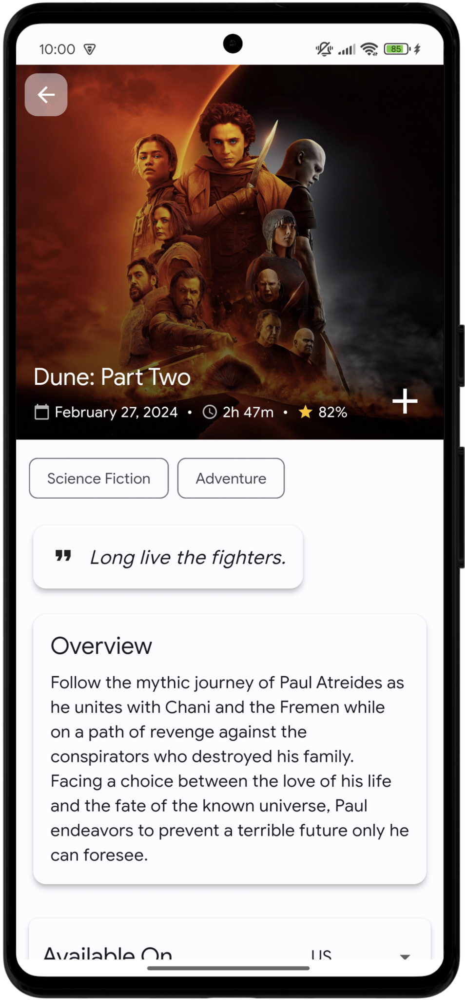 10:00
85
Dune: Part Two
February 27, 2024 • 2h 47m • 82%
Science Fiction
Adventure
❞ Long live the fighters.
Overview
Follow the mythic journey of Paul Atreides as
he unites with Chani and the Fremen while
on a path of revenge against the
conspirators who destroyed his family.
Facing a choice between the love of his life
and the fate of the known universe, Paul
endeavors to prevent a terrible future only he
can foresee.
Available On US